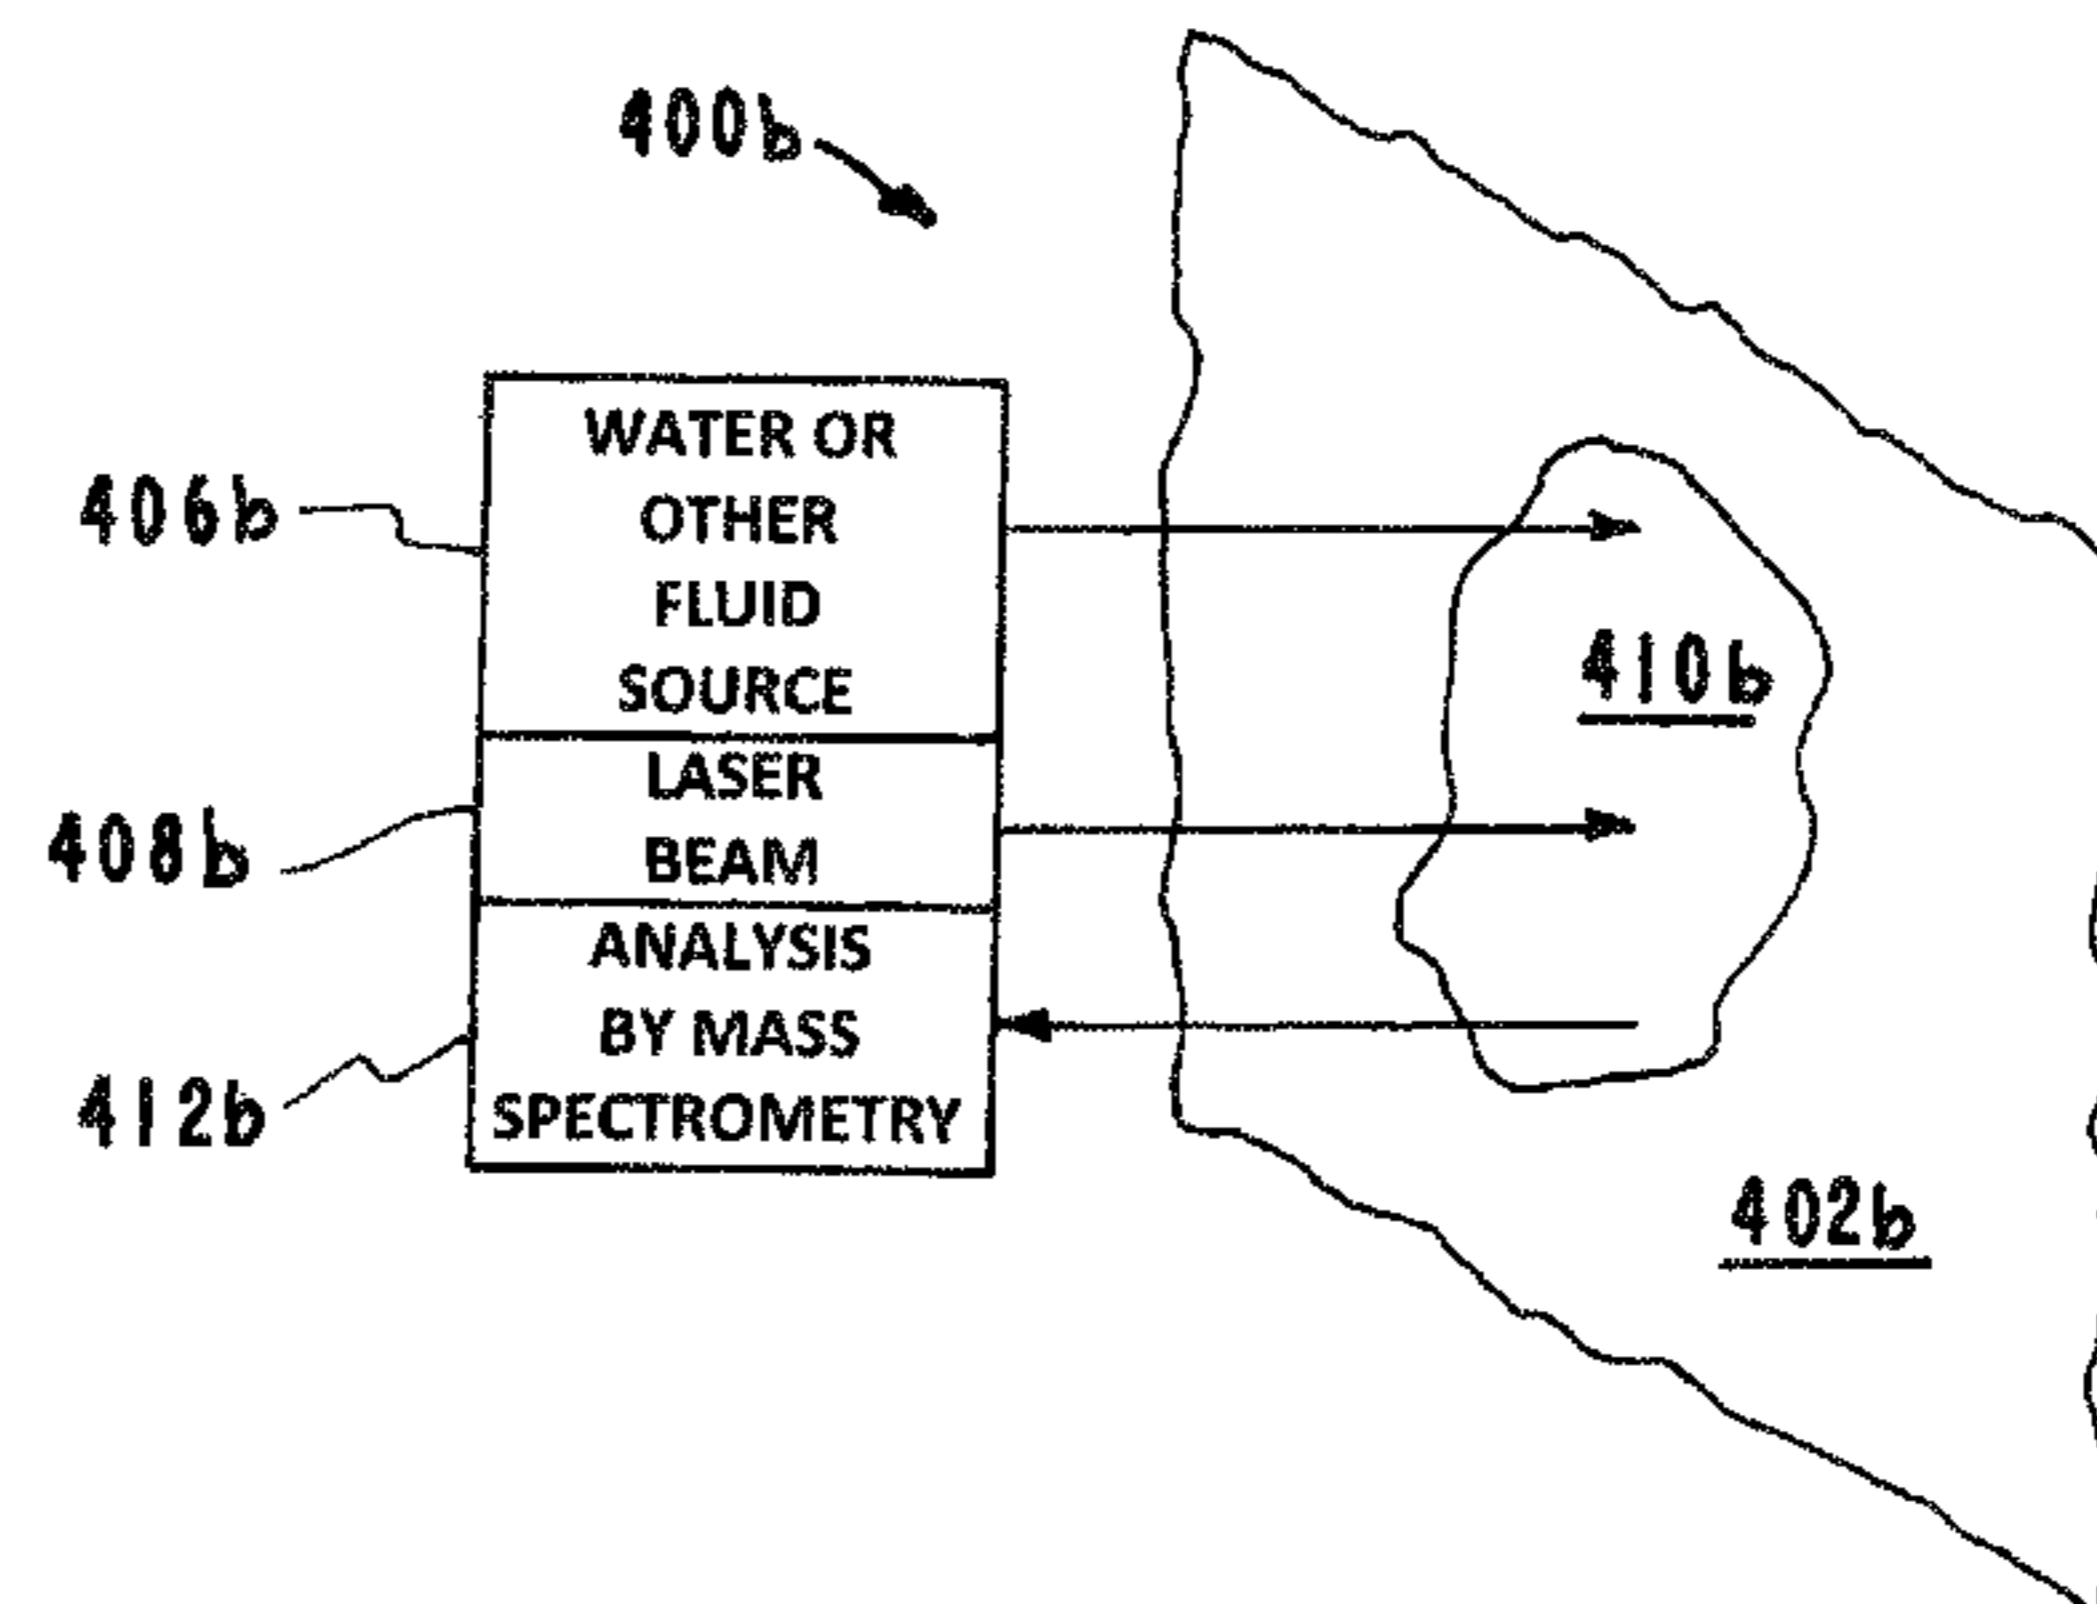 400b
WATER OR
OTHER
FLUID
SOURCE
406b
410b
LASER
BEAM
408b
ANALYSIS
BY MASS
SPECTROMETRY
412b
402b